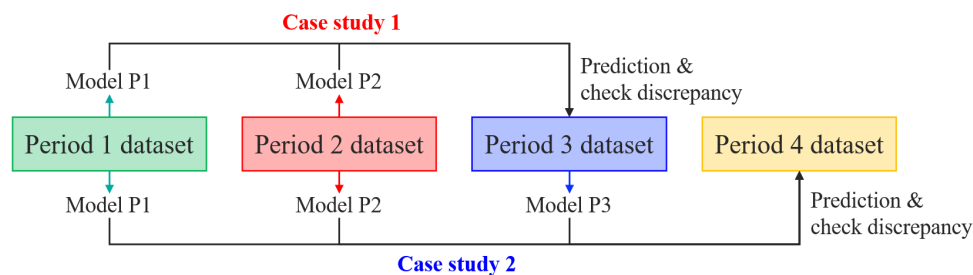 Case study 1
Model P1
Model P2
Prediction &
check discrepancy
Period 1 dataset
Period 2 dataset
Period 3 dataset
Period 4 dataset
Model P1
Model P2
Model P3
Prediction &
check discrepancy
Case study 2